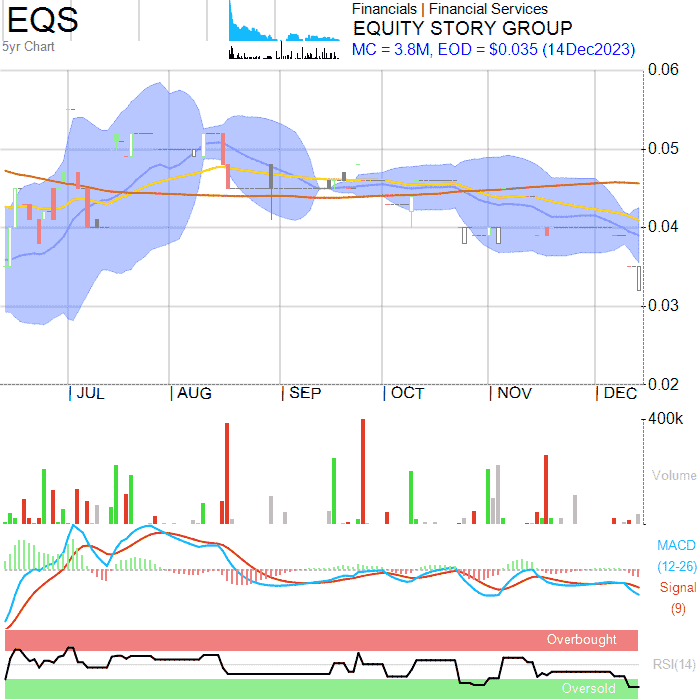 EQS
5yr Chart
Financials | Financial Services
EQUITY STORY GROUP
MC = 3.8M, EOD = $0.035 (14Dec2023)
0.06
0.05
0.04
0.03
0.02
| JUL | AUG | SEP | OCT | NOV | DEC
400k
Volume
MACD
(12-26)
Signal
(9)
Overbought
RSI(14)
Oversold